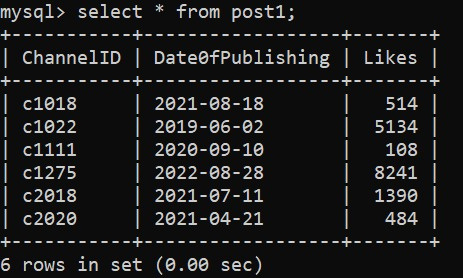 mysql> select * from post1;
+-----------+------------------+-------+
| ChannelID | Date0fPublishing | Likes |
+-----------+------------------+-------+
| c1018     | 2021-08-18       |   514 |
| c1022     | 2019-06-02       |  5134 |
| c1111     | 2020-09-10       |   108 |
| c1275     | 2022-08-28       |  8241 |
| c2018     | 2021-07-11       |  1390 |
| c2020     | 2021-04-21       |   484 |
+-----------+------------------+-------+
6 rows in set (0.00 sec)